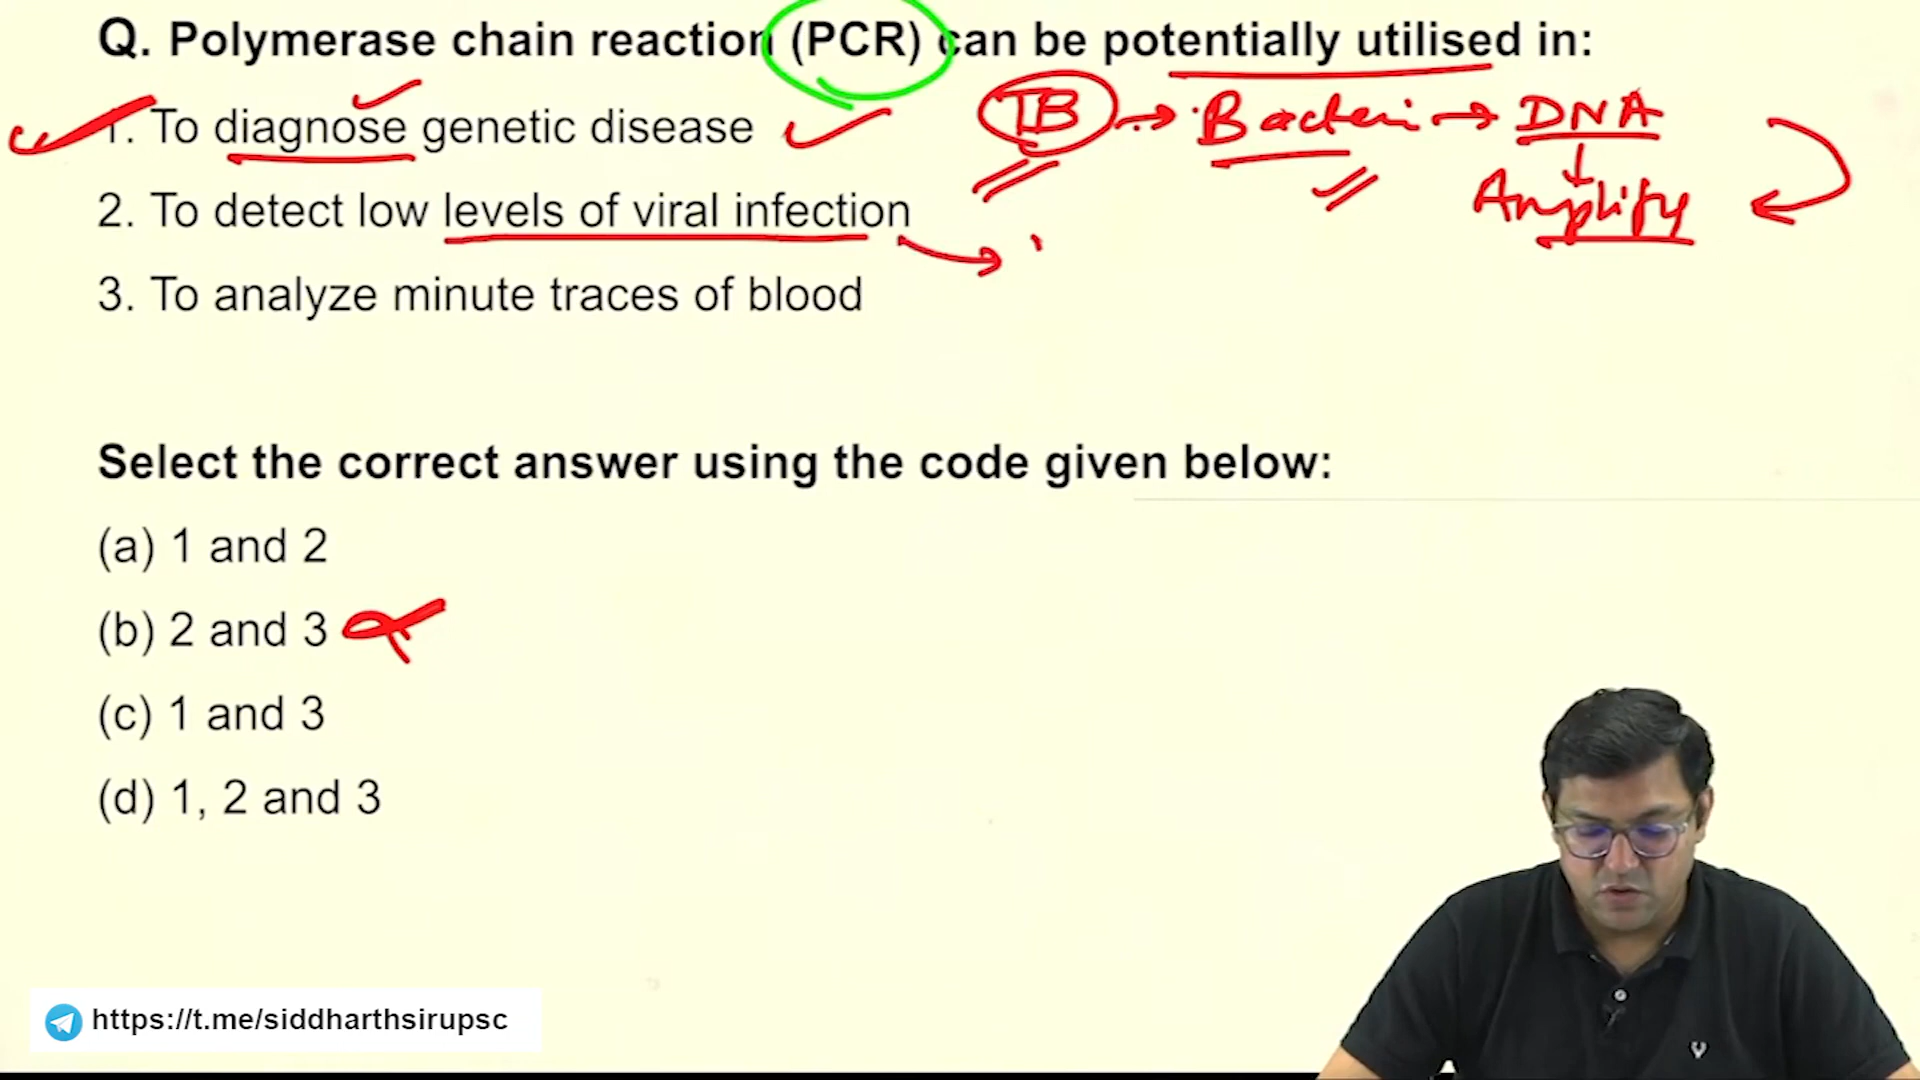 Q. Polymerase chain reaction (PCR) can be potentially utilised in:
1. To diagnose genetic disease
TB → Bacteri → DNA
Amplify
2. To detect low levels of viral infection
3. To analyze minute traces of blood
Select the correct answer using the code given below:
(a) 1 and 2
(b) 2 and 3
(c) 1 and 3
(d) 1, 2 and 3
https://t.me/siddharthsirupsc